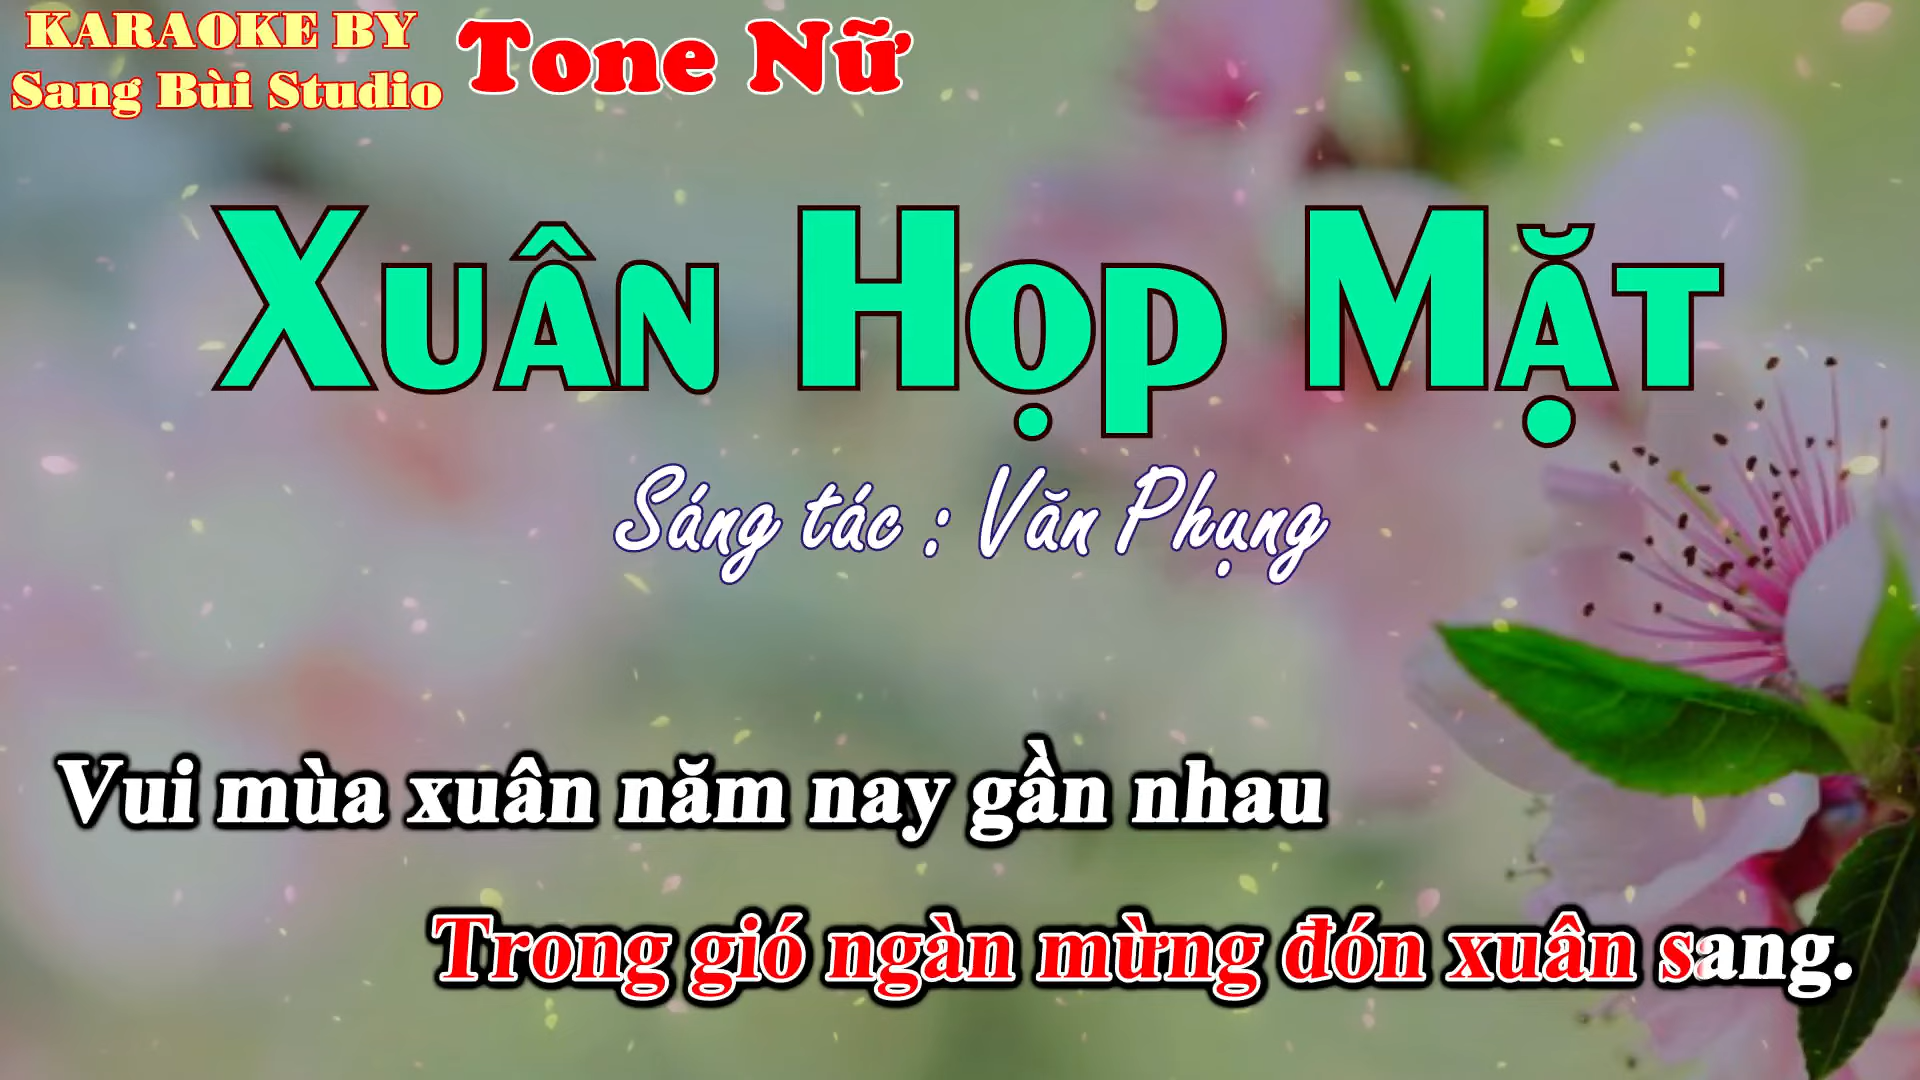 KARAOKE BY
Sang Bùi Studio
Tone Nữ
Xuân Họp Mặt
Sáng tác : Văn Phụng
Vui mùa xuân năm nay gần nhau
Trong gió ngàn mừng đón xuân sang.